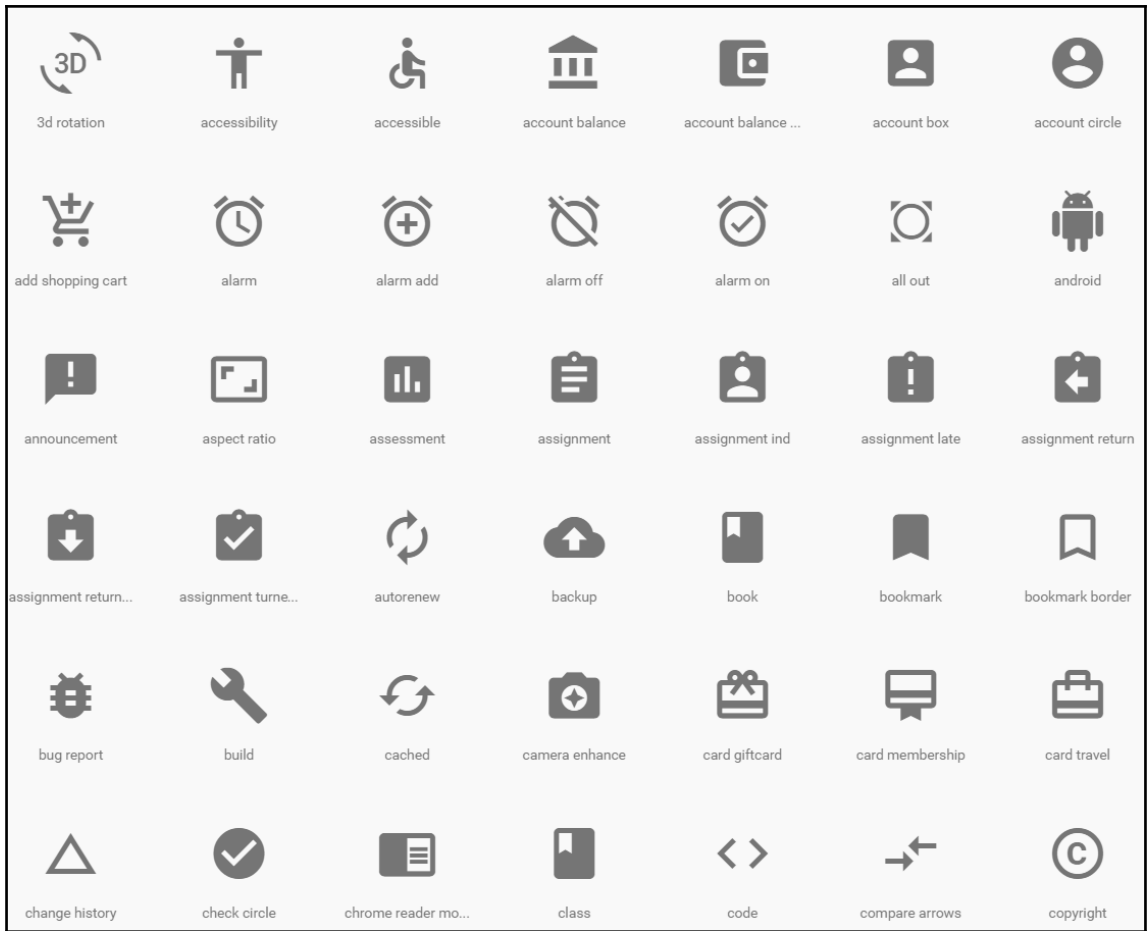 3D
3d rotation
accessibility
accessible
account balance
account balance ...
account box
account circle
add shopping cart
alarm
alarm add
alarm off
alarm on
all out
android
announcement
aspect ratio
assessment
assignment
assignment ind
assignment late
assignment return
assignment return...
assignment turne...
autorenew
backup
book
bookmark
bookmark border
bug report
build
cached
camera enhance
card giftcard
card membership
card travel
C
change history
check circle
chrome reader mo...
class
code
compare arrows
copyright